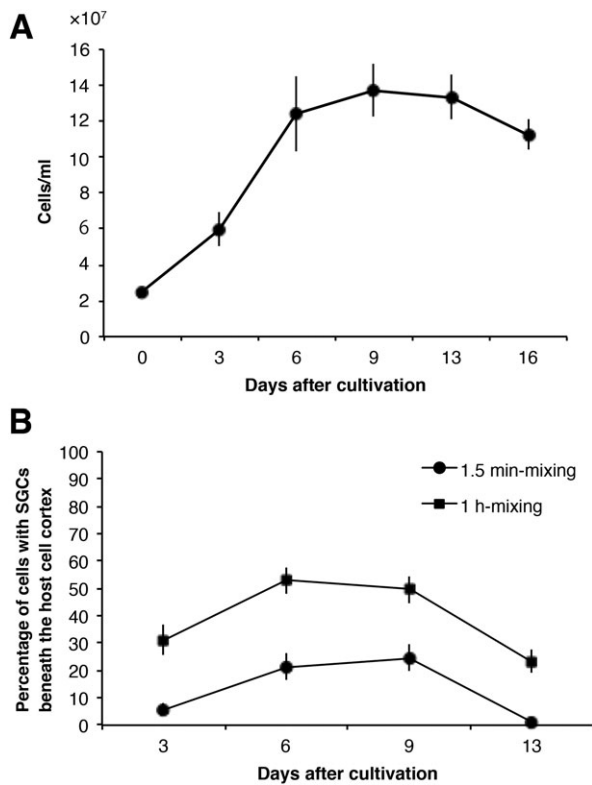 A
×10⁷
16
14
12
10
8
6
4
2
0
Cells/ml
0 3 6 9 13 16
Days after cultivation
B
100
90
80
70
60
50
40
30
20
10
0
Percentage of cells with SGCs
beneath the host cell cortex
1.5 min-mixing
1 h-mixing
3 6 9 13
Days after cultivation